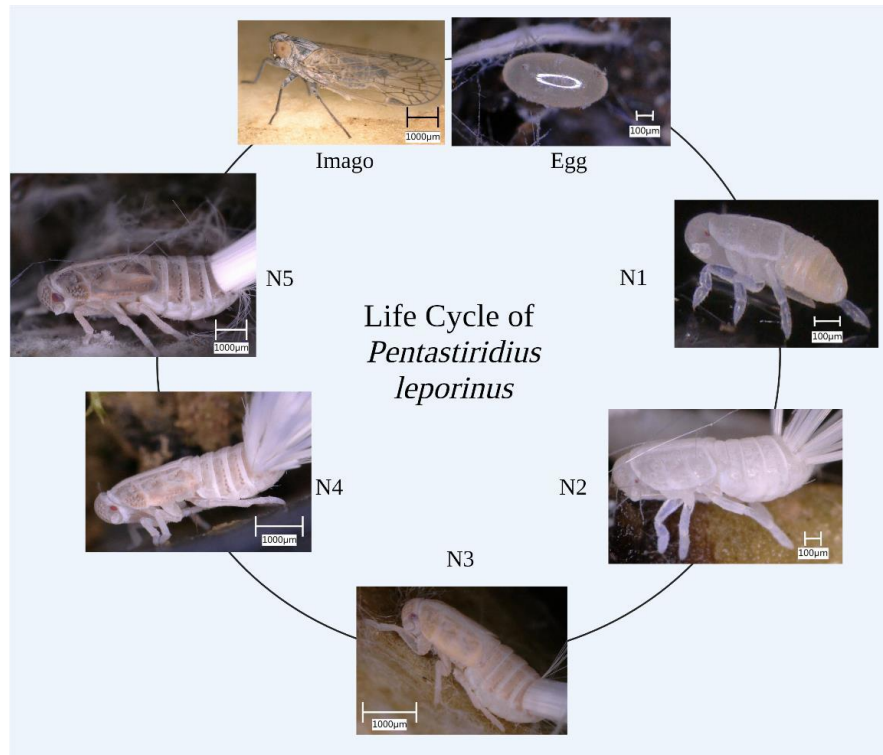 Imago
1000µm
Egg
100µm
N1
100µm
N2
100µm
N3
1000µm
N4
1000µm
N5
1000µm
Life Cycle of
Pentastiridius
leporinus